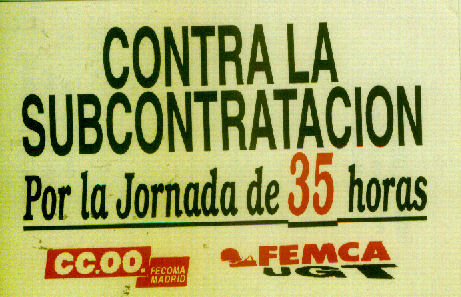 CONTRA LA
SUBCONTRATACION
Por la Jornada de 35 horas
CC.OO. FECOMA MADRID
FEMCA
UGT